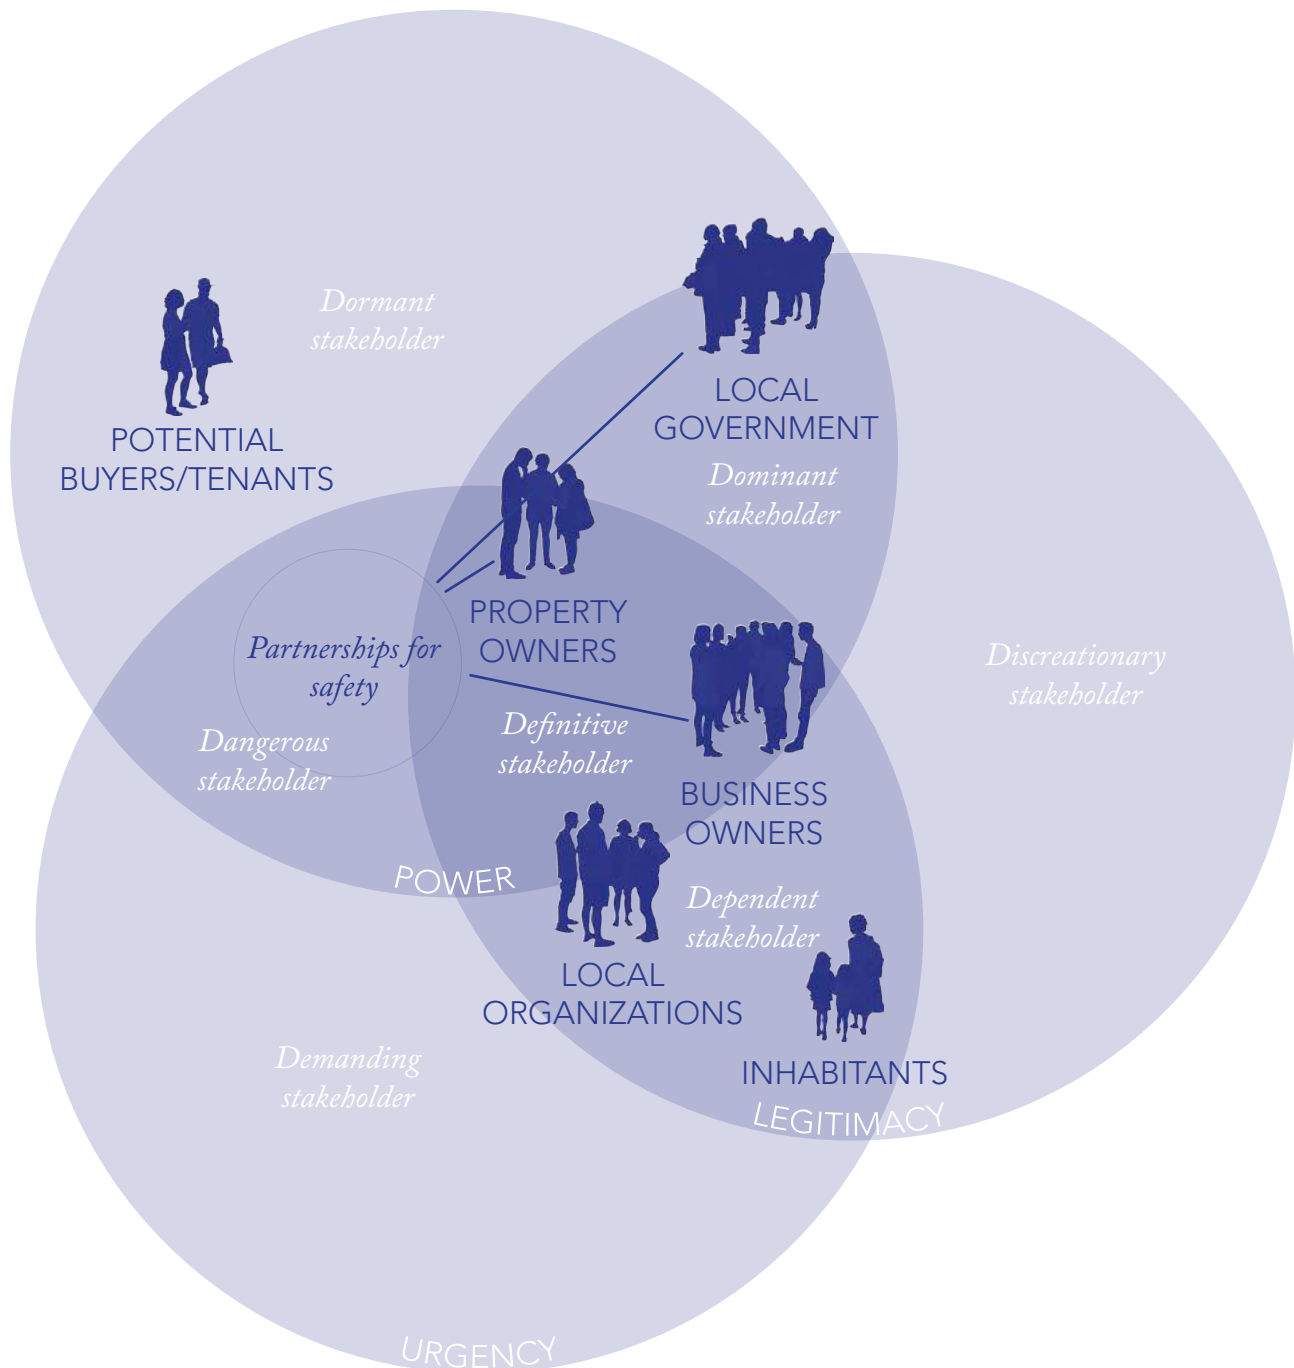 Dormant
stakeholder
POTENTIAL
BUYERS/TENANTS
LOCAL
GOVERNMENT
Dominant
stakeholder
PROPERTY
OWNERS
Partnerships for
safety
Discreationary
stakeholder
Dangerous
stakeholder
Definitive
stakeholder
BUSINESS
OWNERS
POWER
Dependent
stakeholder
LOCAL
ORGANIZATIONS
Demanding
stakeholder
INHABITANTS
LEGITIMACY
URGENCY